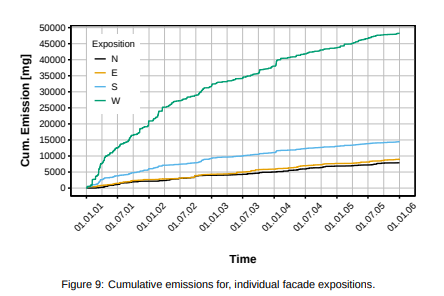 50000
45000
40000
35000
30000
25000
20000
15000
10000
5000
0
Cum. Emission [mg]
Exposition
N
E
S
W
01.01.01
01.07.01
01.01.02
01.07.02
01.01.03
01.07.03
01.01.04
01.07.04
01.01.05
01.07.05
01.01.06
Time
Figure 9: Cumulative emissions for, individual facade expositions.